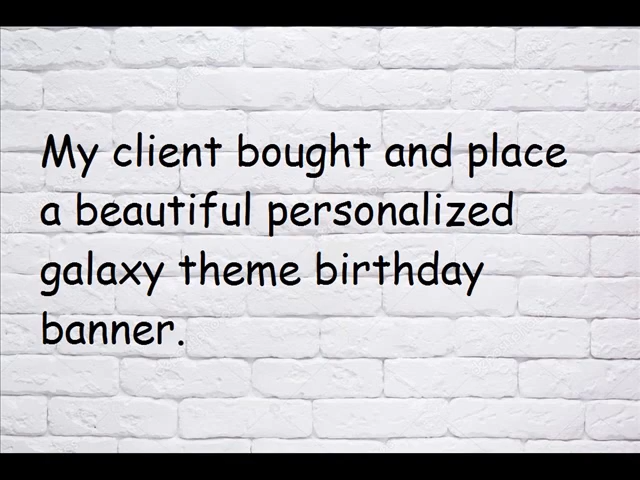 My client bought and place
a beautiful personalized
galaxy theme birthday
banner.